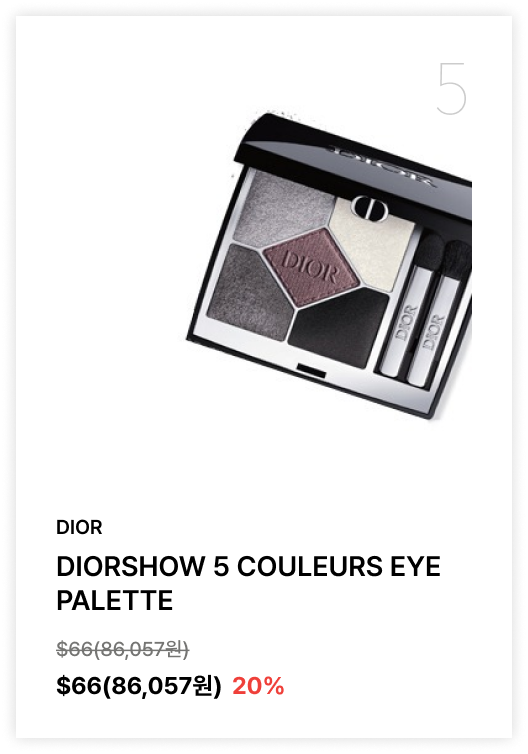 5
DIOR
DIOR
DIOR
DIOR
DIOR
DIORSHOW 5 COULEURS EYE
PALETTE
$66(86,057원)
$66(86,057원) 20%